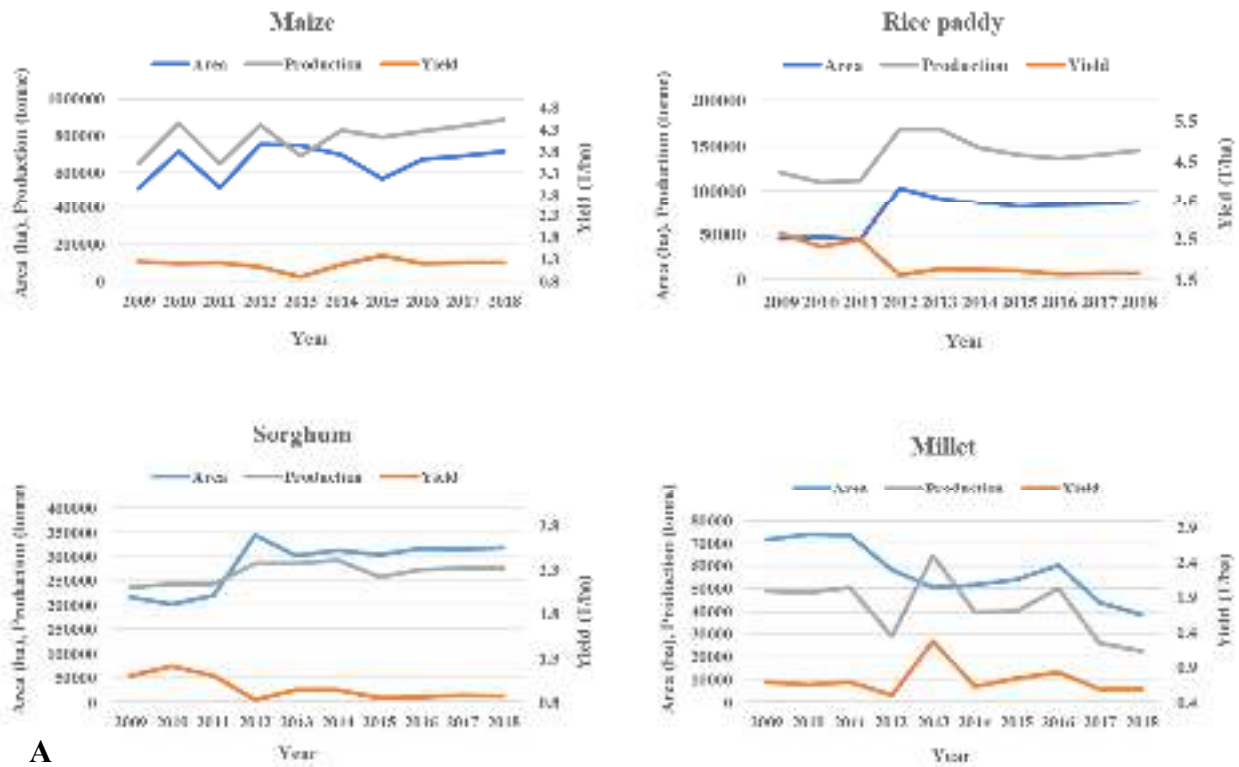 Maize
Area Production Yield
Area (ha), Production (tonne)
1000000
800000
600000
400000
200000
0
4.8
4.3
3.8
3.3
2.8
2.3
1.8
1.3
0.8
Yield (T/ha)
2009 2010 2011 2012 2013 2014 2015 2016 2017 2018
Year
Rice paddy
Area Production Yield
Area (ha), Production (tonne)
200000
150000
100000
50000
0
5.5
4.5
3.5
2.5
1.5
Yield (T/ha)
2009 2010 2011 2012 2013 2014 2015 2016 2017 2018
Year
Sorghum
Area Production Yield
Area (ha), Production (tonne)
400000
350000
300000
250000
200000
150000
100000
50000
0
2.3
1.8
0.8
Yield (T/ha)
2009 2010 2011 2012 2013 2014 2015 2016 2017 2018
Year
Millet
Area Production Yield
Area (ha), Production (tonne)
80000
70000
60000
50000
40000
30000
20000
10000
0
2.9
2.4
1.9
1.4
0.9
0.4
Yield (T/ha)
2009 2010 2011 2012 2013 2014 2015 2016 2017 2018
Year
A